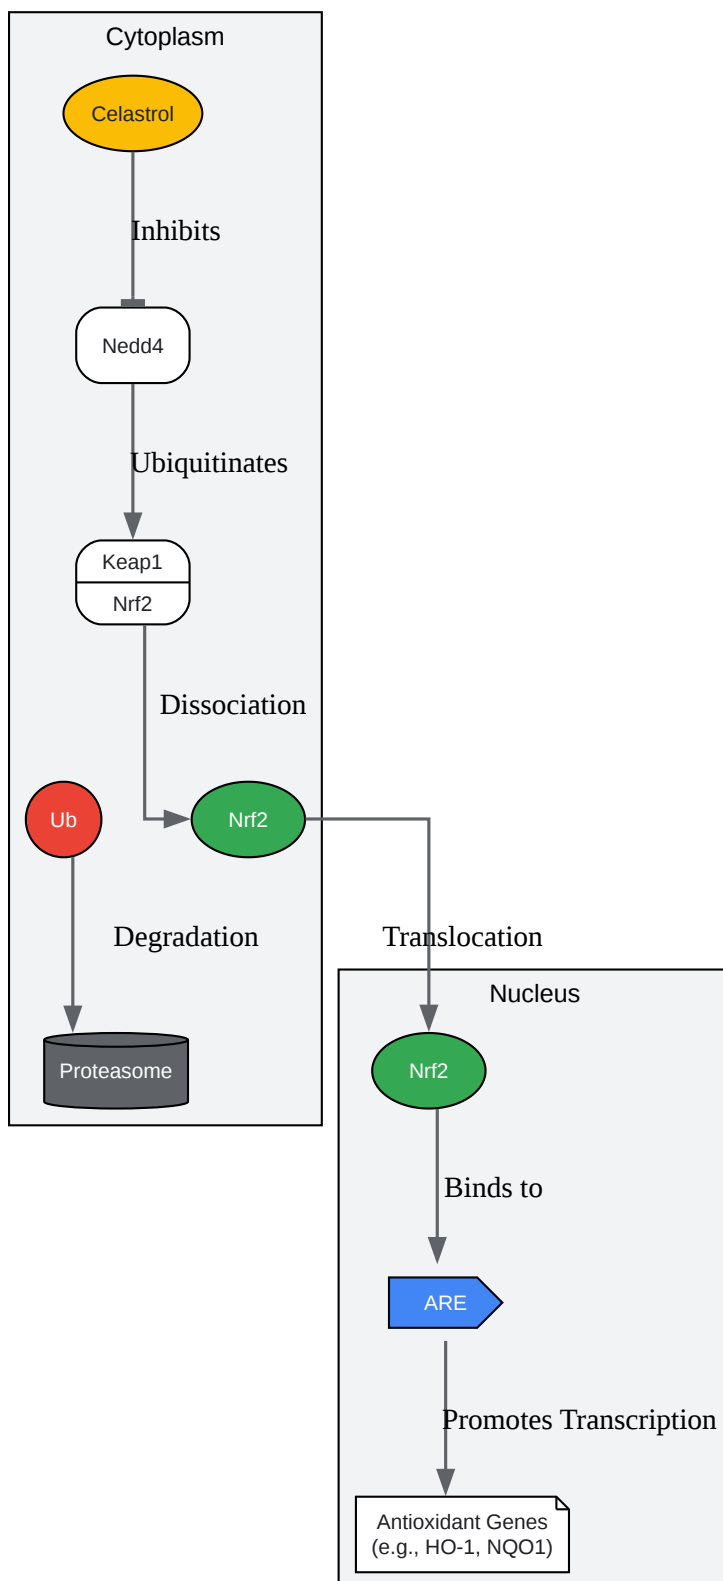 Cytoplasm
Celastrol
Inhibits
Nedd4
Ubiquitinates
Keap1
Nrf2
Dissociation
Ub
Nrf2
Degradation
Translocation
Proteasome
Nucleus
Nrf2
Binds to
ARE
Promotes Transcription
Antioxidant Genes
(e.g., HO-1, NQO1)